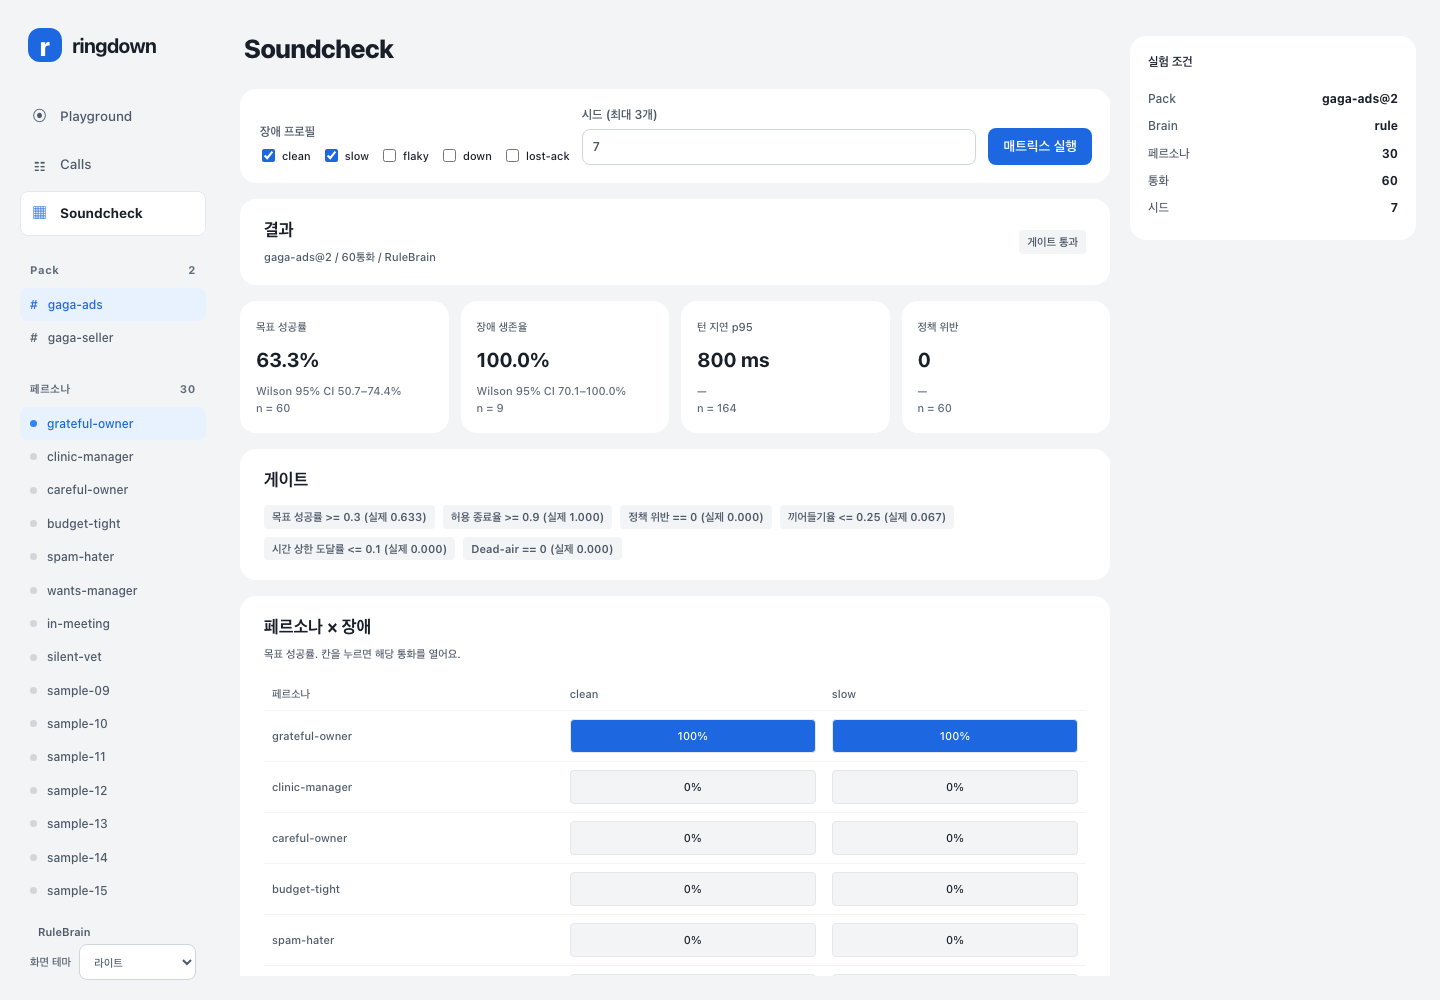 r ringdown
Playground
Calls
Soundcheck
Pack 2
# gaga-ads
# gaga-seller
페르소나 30
grateful-owner
clinic-manager
careful-owner
budget-tight
spam-hater
wants-manager
in-meeting
silent-vet
sample-09
sample-10
sample-11
sample-12
sample-13
sample-14
sample-15
RuleBrain
화면 테마 라이트
Soundcheck
장애 프로필
clean slow flaky down lost-ack
시드 (최대 3개)
7
매트릭스 실행
결과
gaga-ads@2 / 60통화 / RuleBrain
게이트 통과
목표 성공률
63.3%
Wilson 95% CI 50.7–74.4%
n = 60
장애 생존율
100.0%
Wilson 95% CI 70.1–100.0%
n = 9
턴 지연 p95
800 ms
—
n = 164
정책 위반
0
—
n = 60
게이트
목표 성공률 >= 0.3 (실제 0.633) 허용 종료율 >= 0.9 (실제 1.000) 정책 위반 == 0 (실제 0.000) 끼어들기율 <= 0.25 (실제 0.067)
시간 상한 도달률 <= 0.1 (실제 0.000) Dead-air == 0 (실제 0.000)
페르소나 × 장애
목표 성공률. 칸을 누르면 해당 통화를 열어요.
페르소나 clean slow
grateful-owner 100% 100%
clinic-manager 0% 0%
careful-owner 0% 0%
budget-tight 0% 0%
spam-hater 0% 0%
실험 조건
Pack gaga-ads@2
Brain rule
페르소나 30
통화 60
시드 7